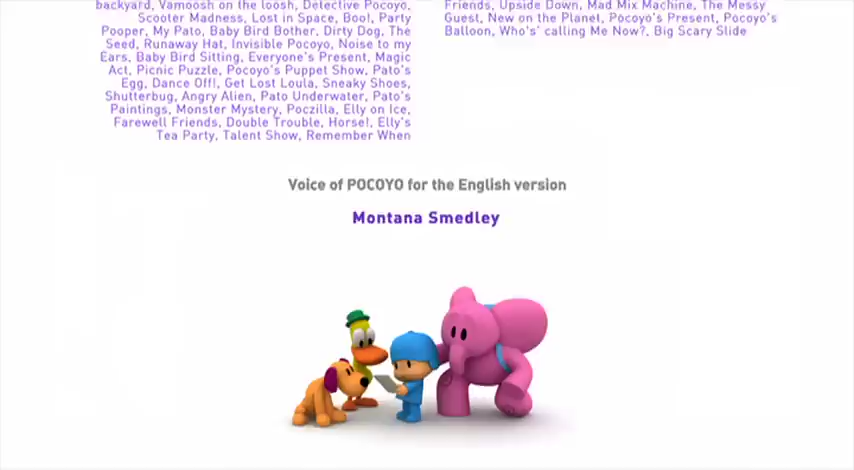 backyard, Vamoosh on the loosh, Detective Pocoyo,
Scooter Madness, Lost in Space, Boo!, Party
Pooper, My Pato, Baby Bird Bother, Dirty Dog, The
Seed, Runaway Hat, Invisible Pocoyo, Noise to my
Ears, Baby Bird Sitting, Everyone's Present, Magic
Act, Picnic Puzzle, Pocoyo's Puppet Show, Pato's
Egg, Dance Off!, Get Lost Loula, Sneaky Shoes,
Shutterbug, Angry Alien, Pato Underwater, Pato's
Paintings, Monster Mystery, Poczilla, Elly on Ice,
Farewell Friends, Double Trouble, Horse!, Elly's
Tea Party, Talent Show, Remember When
Friends, Upside Down, Mad Mix Machine, The Messy
Guest, New on the Planet, Pocoyo's Present, Pocoyo's
Balloon, Who's' calling Me Now?, Big Scary Slide
Voice of POCOYO for the English version
Montana Smedley